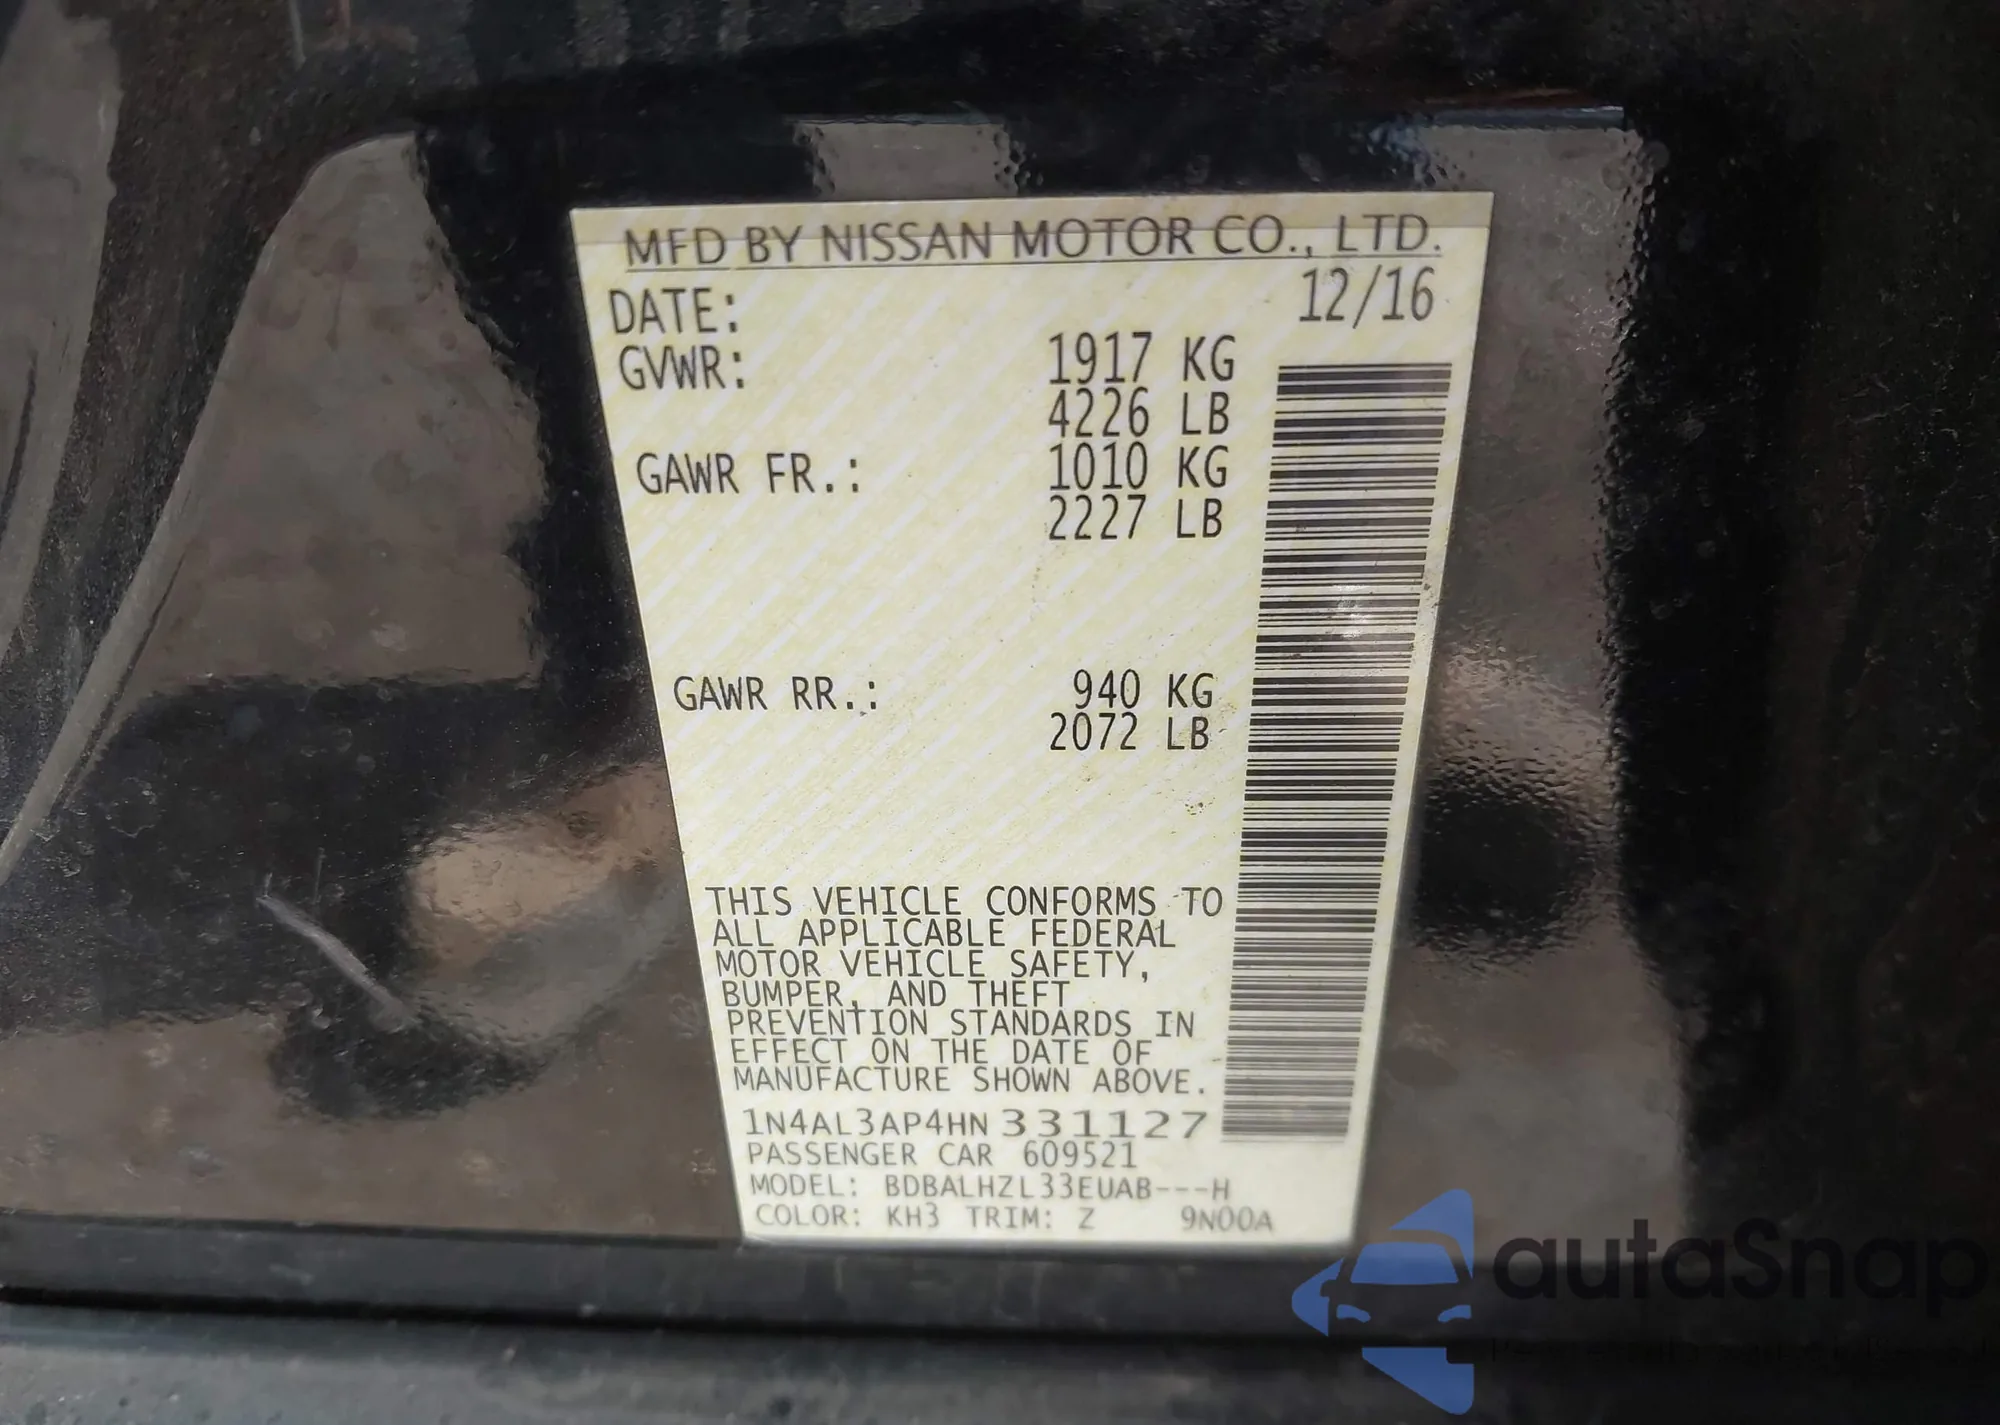 MFD BY NISSAN MOTOR CO., LTD.
DATE: 12/16
GVWR: 1917 KG
4226 LB
GAWR FR.: 1010 KG
2227 LB
GAWR RR.: 940 KG
2072 LB
THIS VEHICLE CONFORMS TO
ALL APPLICABLE FEDERAL
MOTOR VEHICLE SAFETY,
BUMPER, AND THEFT
PREVENTION STANDARDS IN
EFFECT ON THE DATE OF
MANUFACTURE SHOWN ABOVE.
1N4AL3AP4HN 331127
PASSENGER CAR 609521
MODEL: BDBALHZL33EUAB---H
COLOR: KH3 TRIM: Z 9N00A
autaSnap